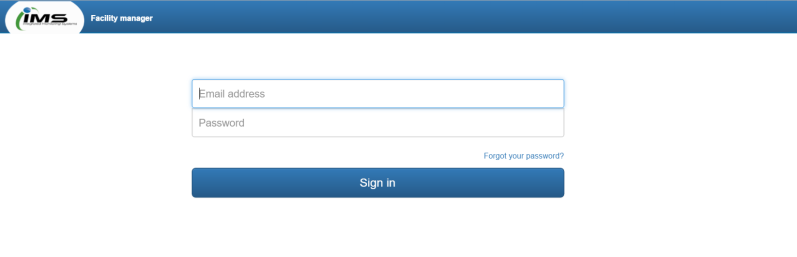 iMS
Facility manager
Email address
Password
Forgot your password?
Sign in